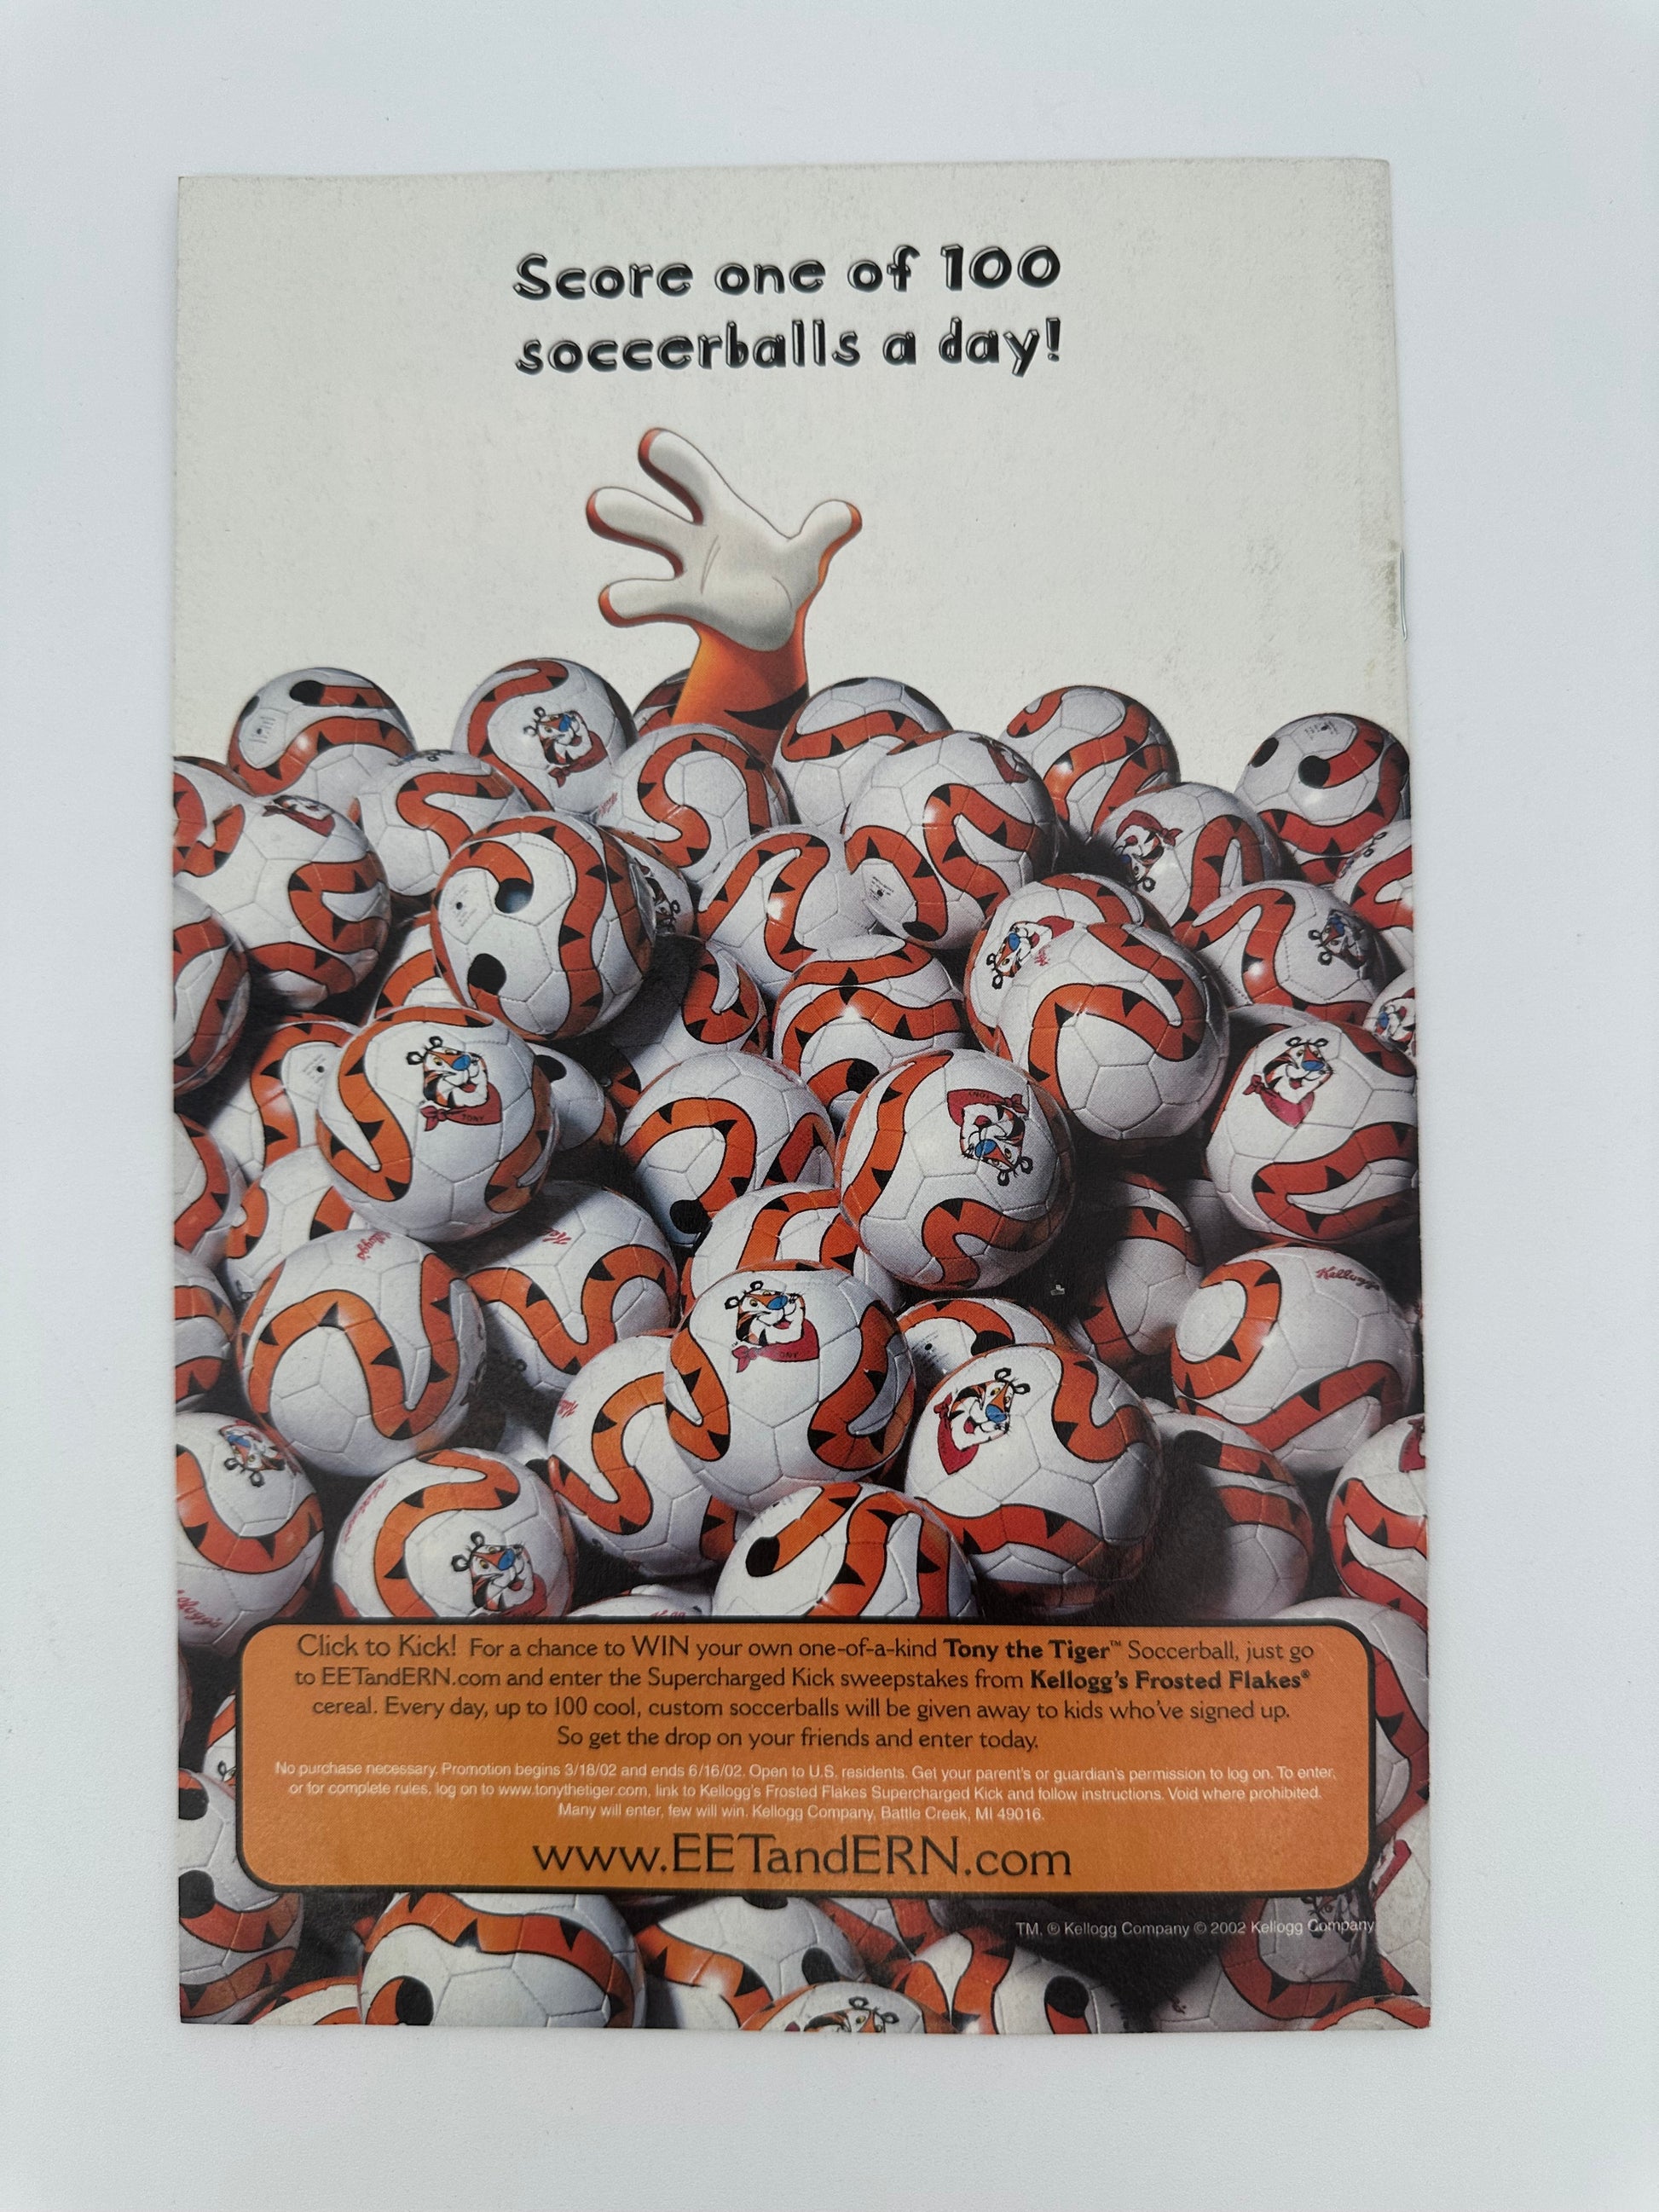 Score one of 100
soccerballs a day!
TONY
Kellogg's
Kellogg's
TONY
Click to Kick! For a chance to WIN your own one-of-a-kind Tony the Tiger™ Soccerball, just go
to EETandERN.com and enter the Supercharged Kick sweepstakes from Kellogg's Frosted Flakes®
cereal. Every day, up to 100 cool, custom soccerballs will be given away to kids who've signed up.
So get the drop on your friends and enter today.
No purchase necessary. Promotion begins 3/18/02 and ends 6/16/02. Open to U.S. residents. Get your parent's or guardian's permission to log on. To enter,
or for complete rules, log on to www.tonythetiger.com, link to Kellogg's Frosted Flakes Supercharged Kick and follow instructions. Void where prohibited.
Many will enter, few will win. Kellogg Company, Battle Creek, MI 49016.
www.EETandERN.com
TM, ® Kellogg Company © 2002 Kellogg Company